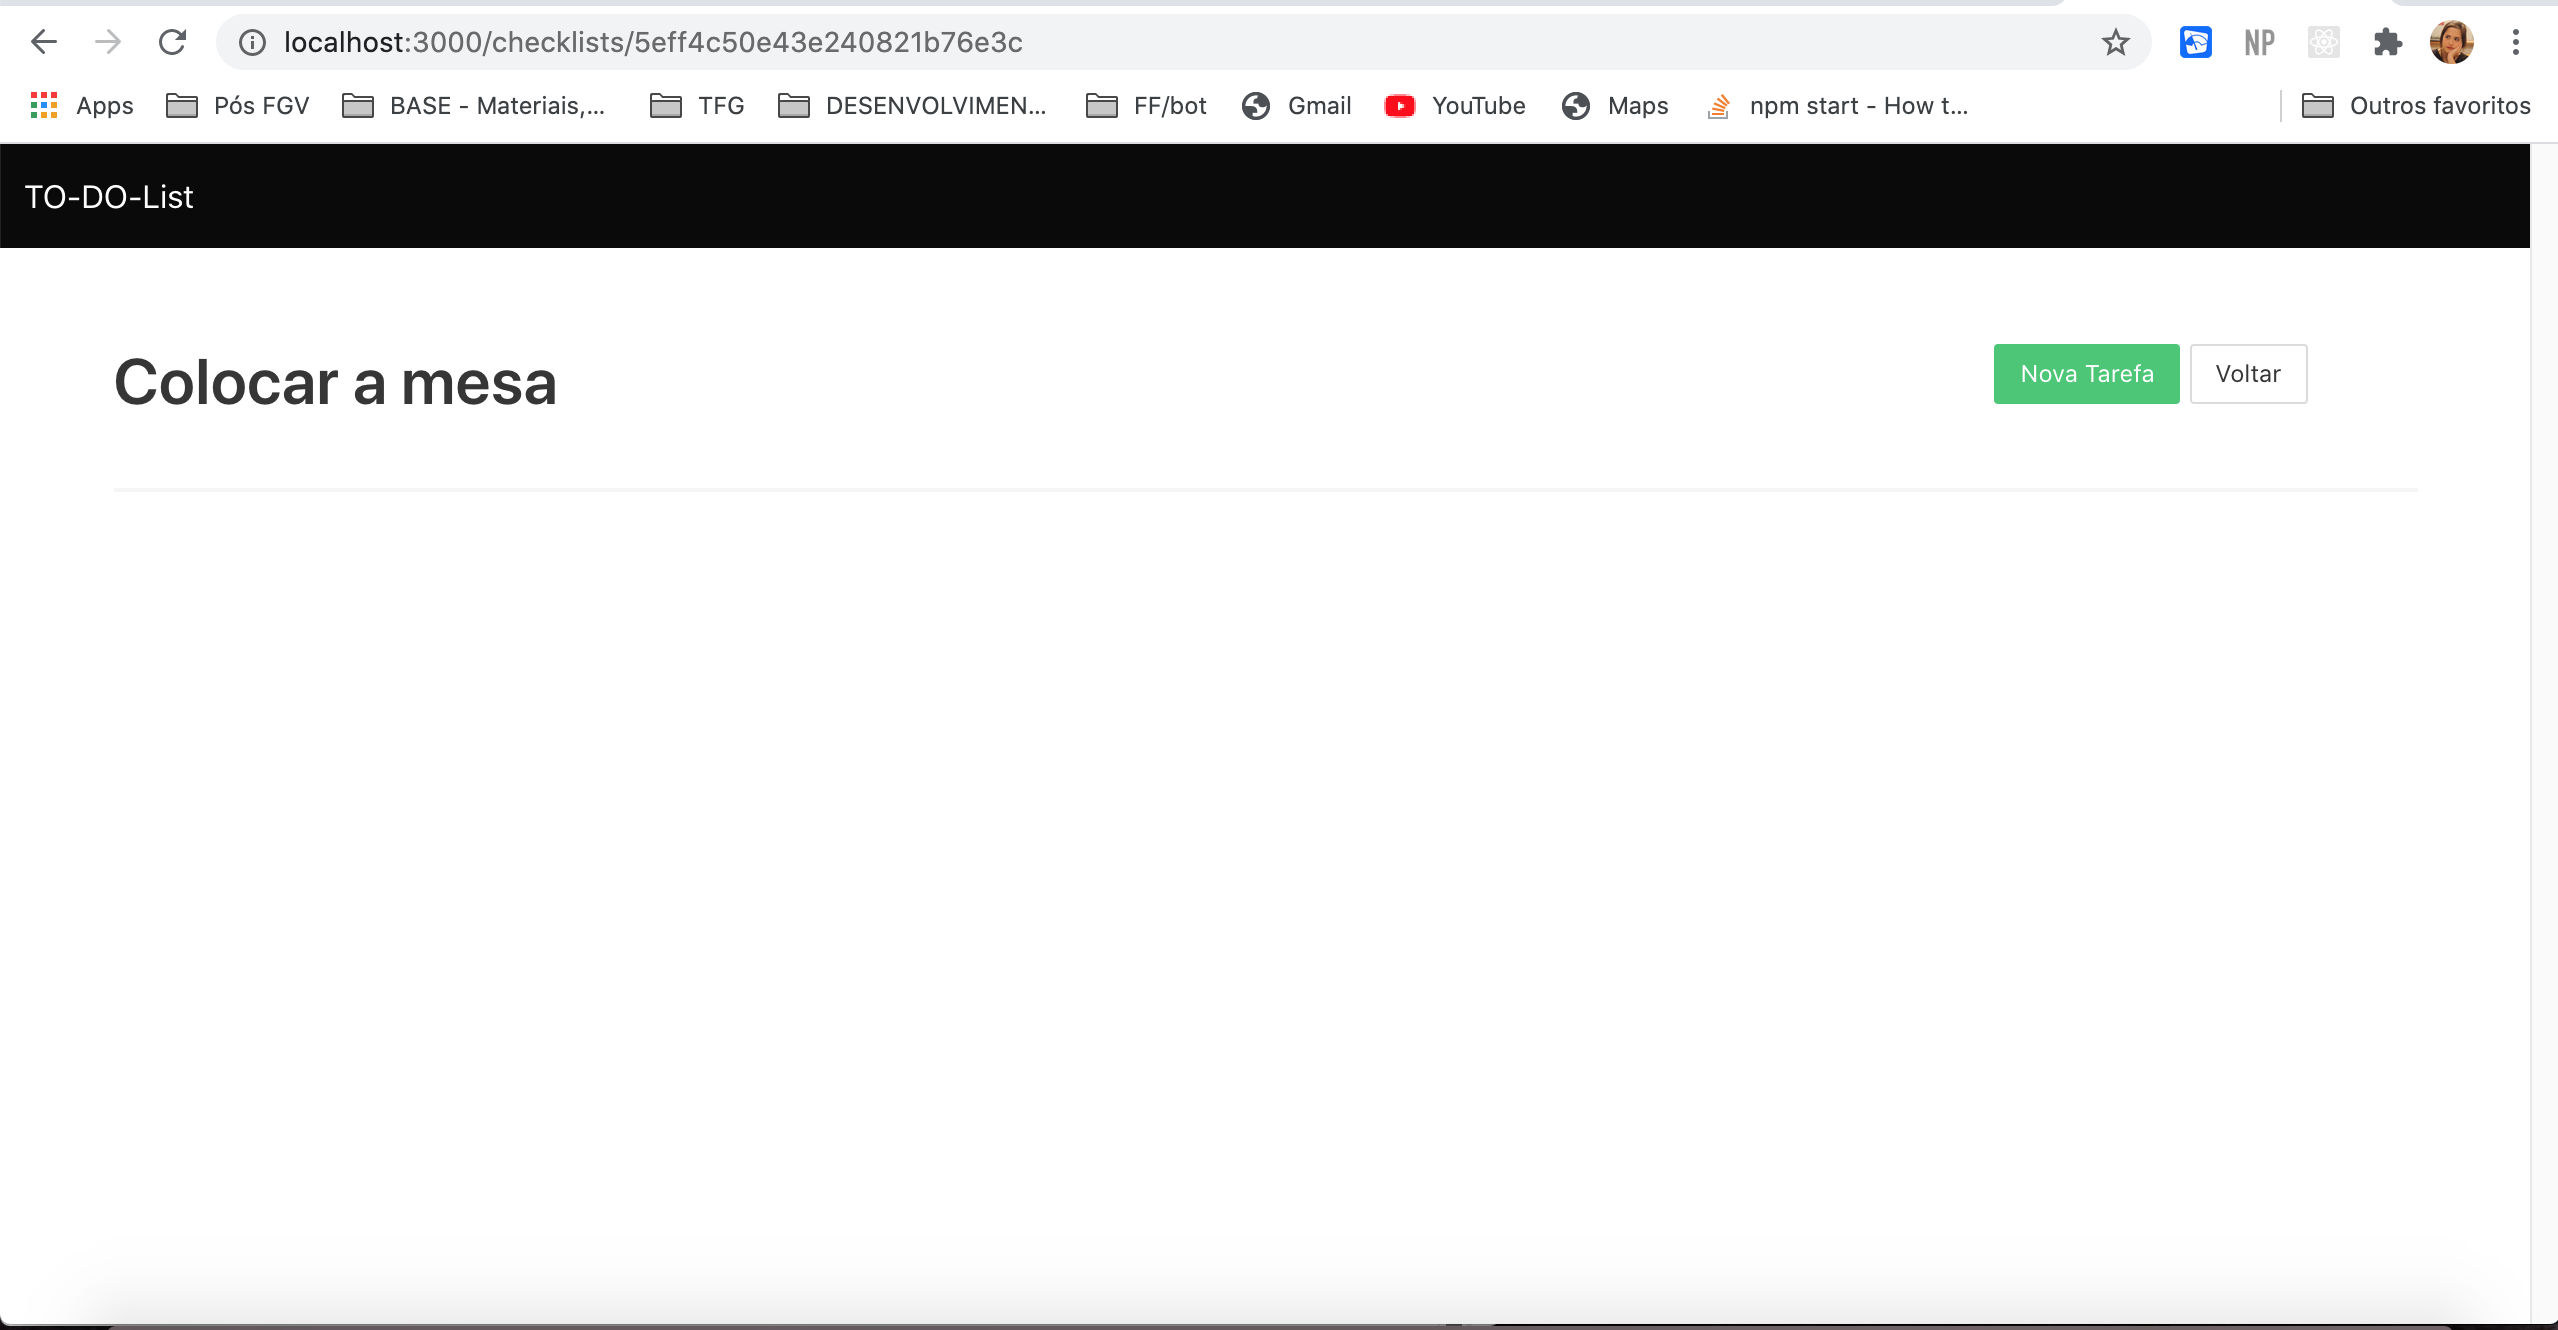 localhost:3000/checklists/5eff4c50e43e240821b76e3c
NP
Apps Pós FGV BASE - Materiais,... TFG DESENVOLVIMEN... FF/bot Gmail YouTube Maps npm start - How t... Outros favoritos
TO-DO-List
Colocar a mesa
Nova Tarefa Voltar